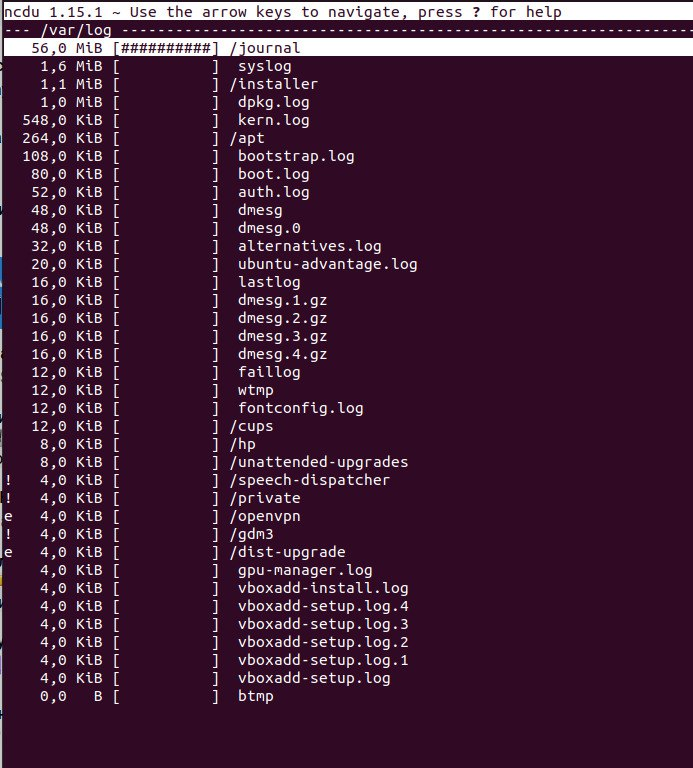 ncdu 1.15.1 ~ Use the arrow keys to navigate, press ? for help
--- /var/log ----------------------------------------------------------------
   56,0 MiB [##########] /journal
    1,6 MiB [          ]  syslog
    1,1 MiB [          ] /installer
    1,0 MiB [          ]  dpkg.log
  548,0 KiB [          ]  kern.log
  264,0 KiB [          ] /apt
  108,0 KiB [          ]  bootstrap.log
   80,0 KiB [          ]  boot.log
   52,0 KiB [          ]  auth.log
   48,0 KiB [          ]  dmesg
   48,0 KiB [          ]  dmesg.0
   32,0 KiB [          ]  alternatives.log
   20,0 KiB [          ]  ubuntu-advantage.log
   16,0 KiB [          ]  lastlog
   16,0 KiB [          ]  dmesg.1.gz
   16,0 KiB [          ]  dmesg.2.gz
   16,0 KiB [          ]  dmesg.3.gz
   16,0 KiB [          ]  dmesg.4.gz
   12,0 KiB [          ]  faillog
   12,0 KiB [          ]  wtmp
   12,0 KiB [          ]  fontconfig.log
   12,0 KiB [          ] /cups
    8,0 KiB [          ] /hp
    8,0 KiB [          ] /unattended-upgrades
!   4,0 KiB [          ] /speech-dispatcher
!   4,0 KiB [          ] /private
e   4,0 KiB [          ] /openvpn
!   4,0 KiB [          ] /gdm3
e   4,0 KiB [          ] /dist-upgrade
    4,0 KiB [          ]  gpu-manager.log
    4,0 KiB [          ]  vboxadd-install.log
    4,0 KiB [          ]  vboxadd-setup.log.4
    4,0 KiB [          ]  vboxadd-setup.log.3
    4,0 KiB [          ]  vboxadd-setup.log.2
    4,0 KiB [          ]  vboxadd-setup.log.1
    4,0 KiB [          ]  vboxadd-setup.log
    0,0   B [          ]  btmp